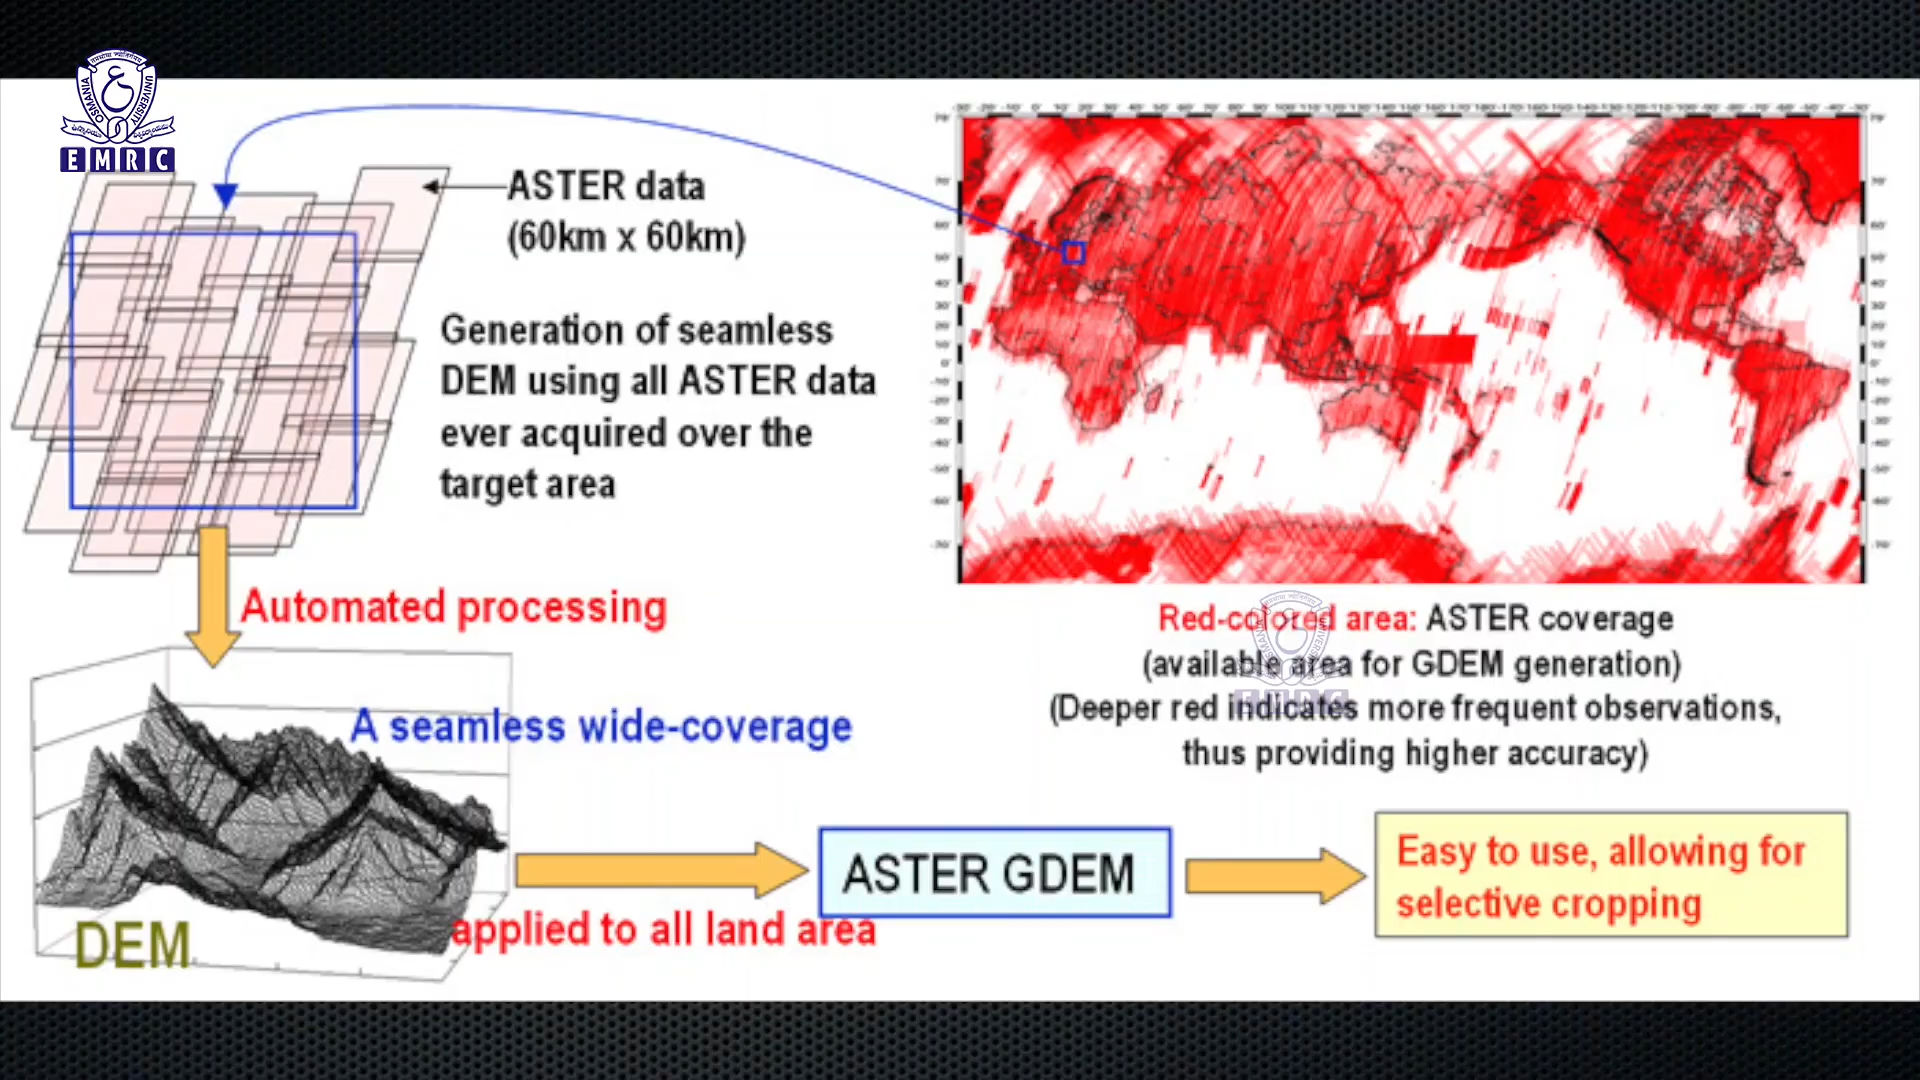 OSMANIA UNIVERSITY
EMRC
ASTER data
(60km x 60km)
Generation of seamless
DEM using all ASTER data
ever acquired over the
target area
Automated processing
A seamless wide-coverage
DEM
applied to all land area
ASTER GDEM
Easy to use, allowing for
selective cropping
Red-colored area: ASTER coverage
(available area for GDEM generation)
(Deeper red indicates more frequent observations,
thus providing higher accuracy)
EMRC